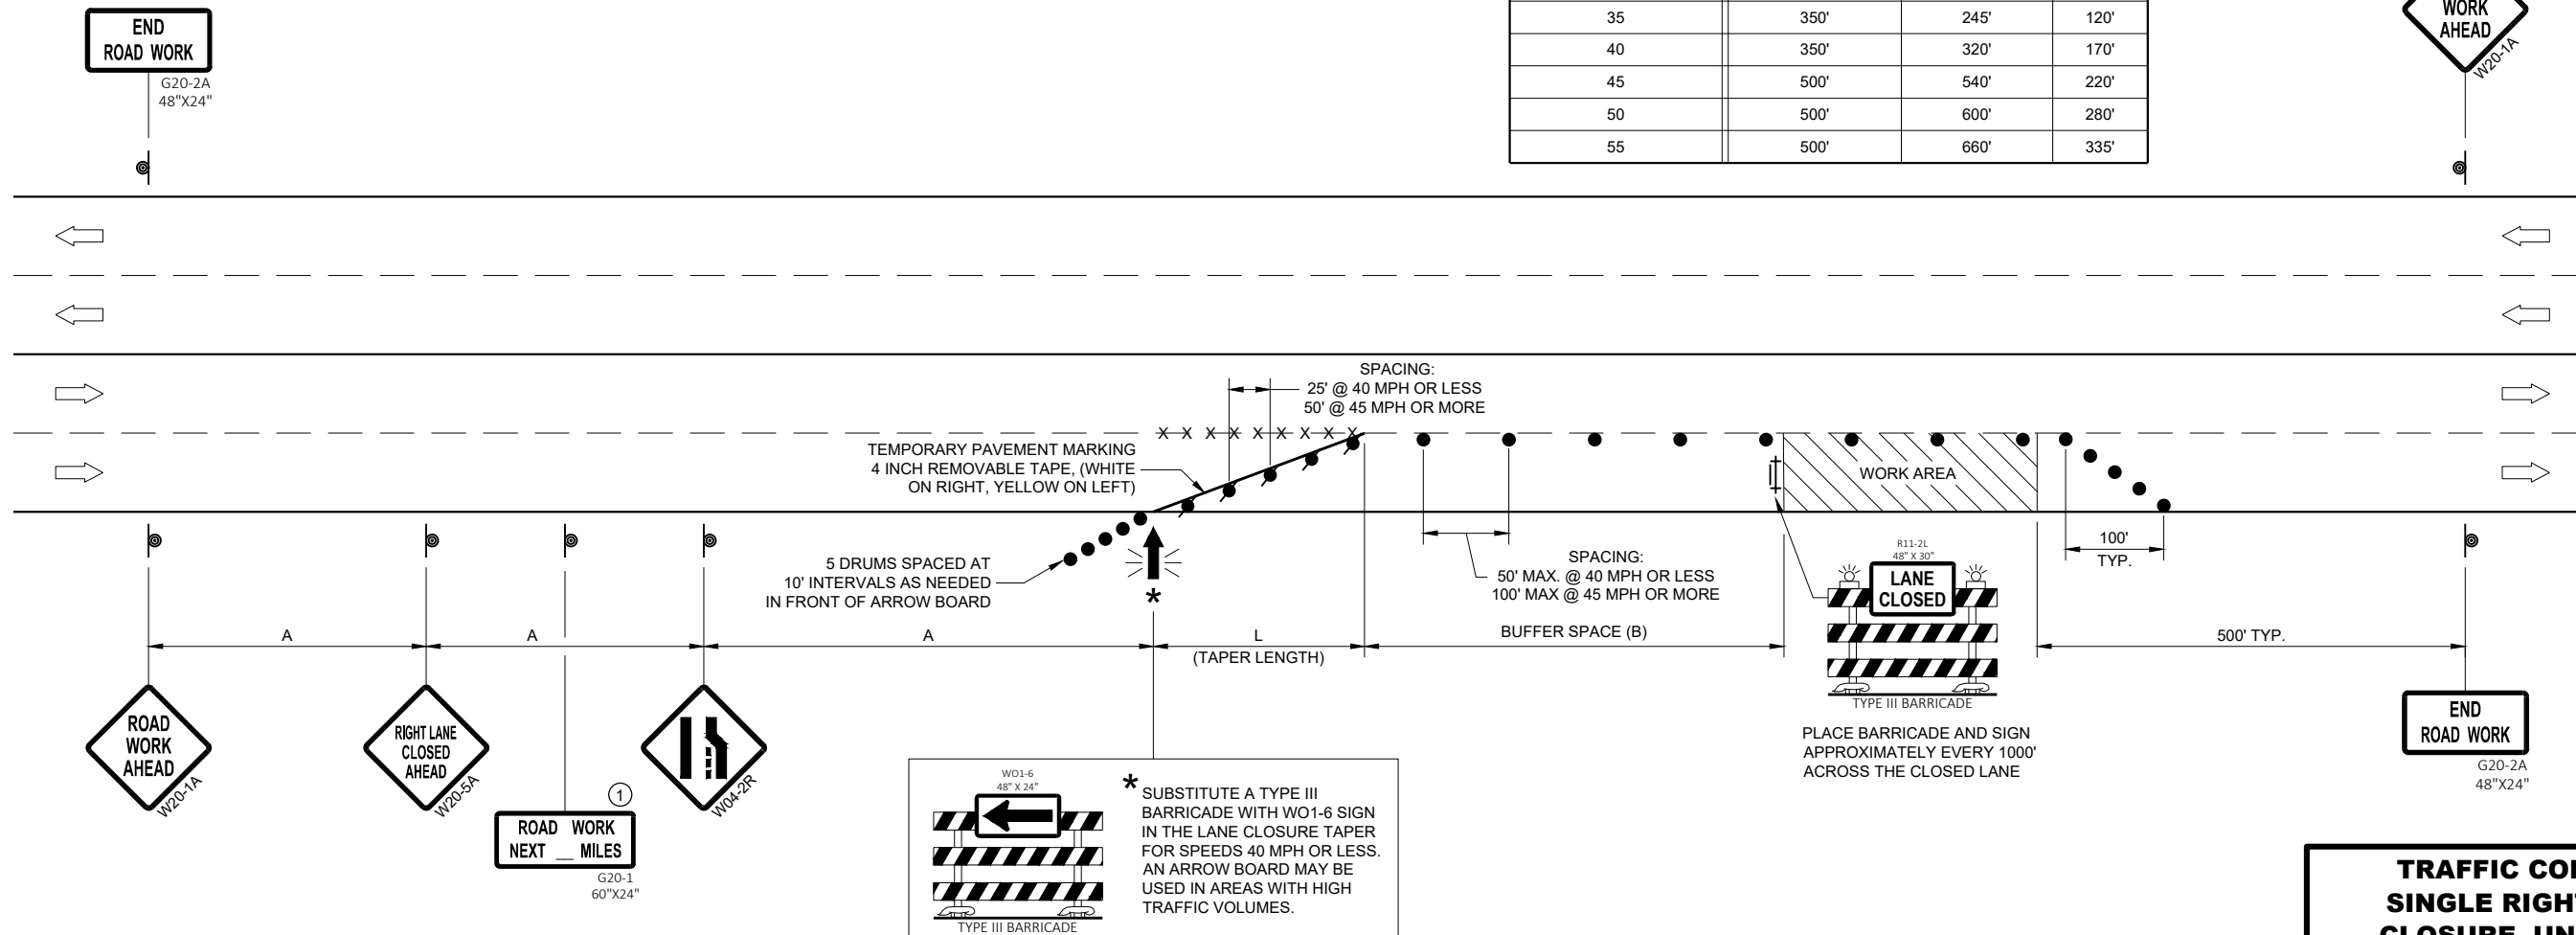 END
ROAD WORK
G20-2A
48"X24"
35 350' 245' 120'
40 350' 320' 170'
45 500' 540' 220'
50 500' 600' 280'
55 500' 660' 335'
WORK
AHEAD
W20-1A
SPACING:
25' @ 40 MPH OR LESS
50' @ 45 MPH OR MORE
X X X X X X X X X
TEMPORARY PAVEMENT MARKING
4 INCH REMOVABLE TAPE, (WHITE
ON RIGHT, YELLOW ON LEFT)
WORK AREA
5 DRUMS SPACED AT
10' INTERVALS AS NEEDED
IN FRONT OF ARROW BOARD
*
SPACING:
50' MAX. @ 40 MPH OR LESS
100' MAX @ 45 MPH OR MORE
R11-2L
48" X 30"
LANE
CLOSED
TYPE III BARRICADE
100'
TYP.
A
A
A
L
(TAPER LENGTH)
BUFFER SPACE (B)
500' TYP.
PLACE BARRICADE AND SIGN
APPROXIMATELY EVERY 1000'
ACROSS THE CLOSED LANE
ROAD
WORK
AHEAD
W20-1A
RIGHT LANE
CLOSED
AHEAD
W20-5A
1
ROAD WORK
NEXT __ MILES
G20-1
60"X24"
W04-2R
WO1-6
48" X 24"
TYPE III BARRICADE
* SUBSTITUTE A TYPE III
BARRICADE WITH WO1-6 SIGN
IN THE LANE CLOSURE TAPER
FOR SPEEDS 40 MPH OR LESS.
AN ARROW BOARD MAY BE
USED IN AREAS WITH HIGH
TRAFFIC VOLUMES.
END
ROAD WORK
G20-2A
48"X24"
TRAFFIC CO
SINGLE RIGH
CLOSURE, UN